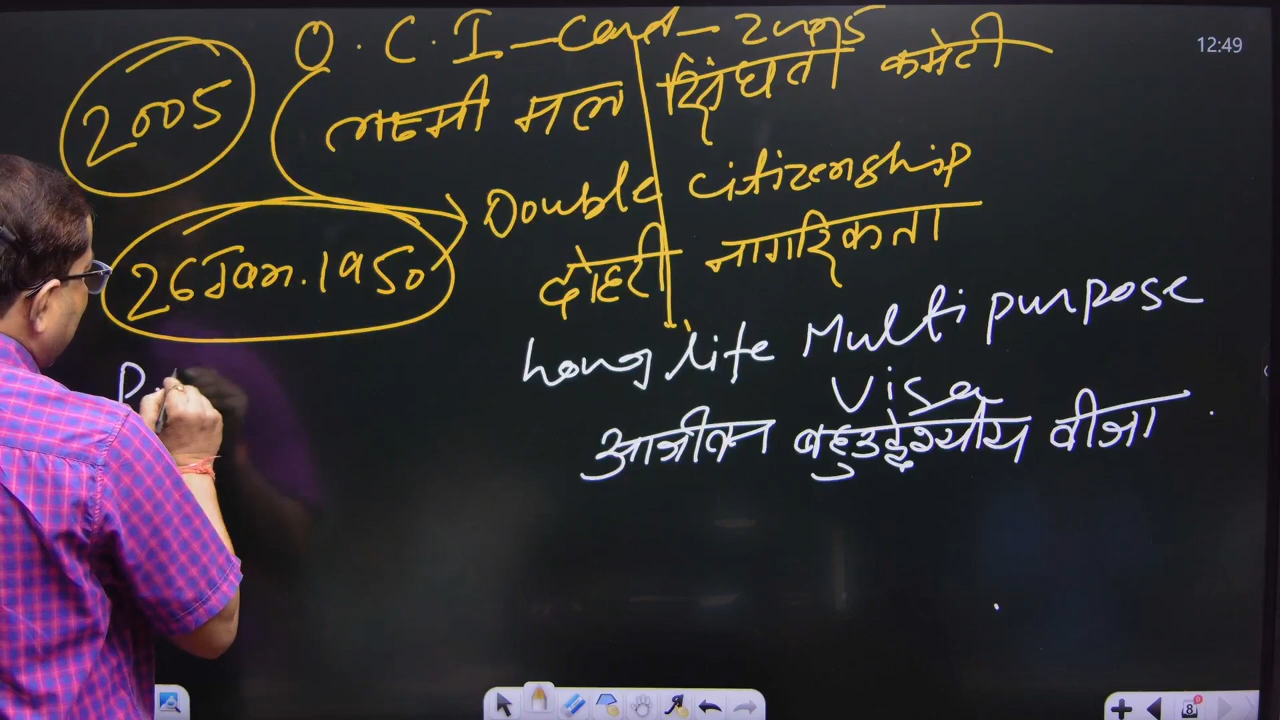 O.C.I-Card-2005
12:49
2005
लक्ष्मी मल सिंघवी कमेटी
Double citizenship
26 Jan. 1950
दोहरी नागरिकता
Long life Multi purpose
Visa
P
आजीवन बहुउद्देश्यीय वीजा
8